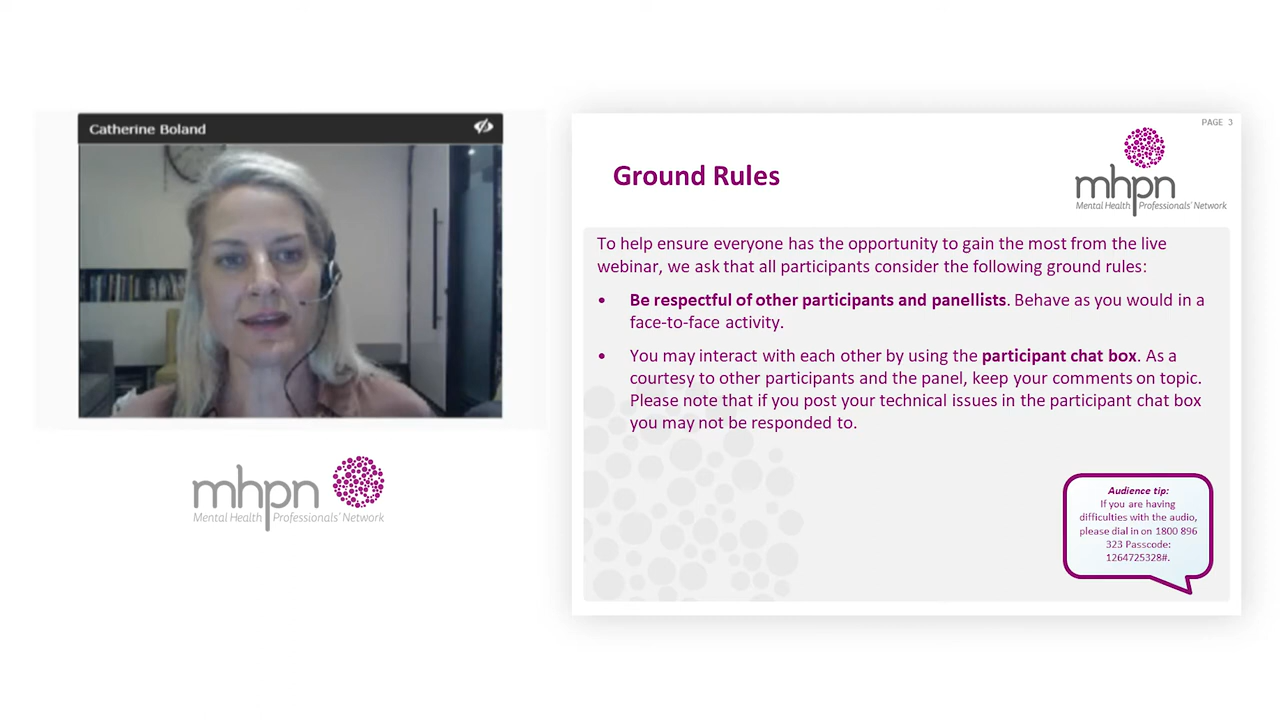 Catherine Boland
mhpn
Mental Health Professionals' Network
PAGE 3
Ground Rules
mhpn
Mental Health Professionals' Network
To help ensure everyone has the opportunity to gain the most from the live
webinar, we ask that all participants consider the following ground rules:
• Be respectful of other participants and panellists. Behave as you would in a
face-to-face activity.
• You may interact with each other by using the participant chat box. As a
courtesy to other participants and the panel, keep your comments on topic.
Please note that if you post your technical issues in the participant chat box
you may not be responded to.
Audience tip:
If you are having
difficulties with the audio,
please dial in on 1800 896
323 Passcode:
1264725328#.